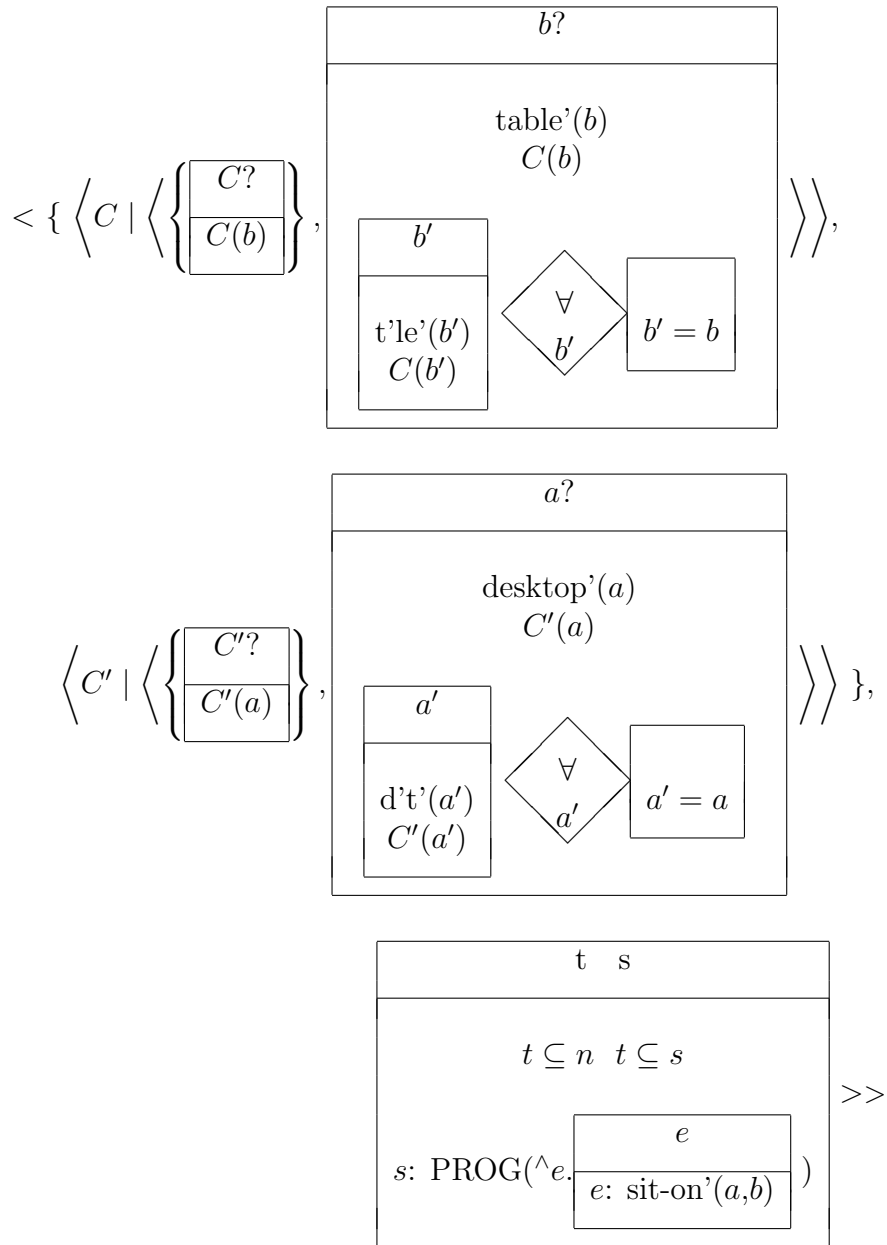 b?
table'(b)
C(b)
< { ⟨C | ⟨{ C? C(b) } , ⟩⟩,
b′
t'le'(b′)
C(b′)
∀
b′
b′ = b
a?
desktop'(a)
C′(a)
⟨C′ | ⟨{ C′? C′(a) } , ⟩⟩ },
a′
d't'(a′)
C′(a′)
∀
a′
a′ = a
t s
t ⊆ n t ⊆ s
>>
e
s: PROG(^e. )
e: sit-on'(a,b)